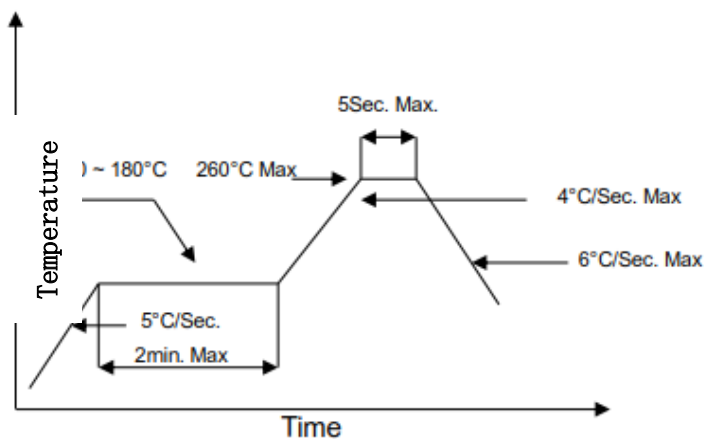 5Sec. Max.
~ 180°C
260°C Max
4°C/Sec. Max
6°C/Sec. Max
Temperature
5°C/Sec.
2min. Max
Time